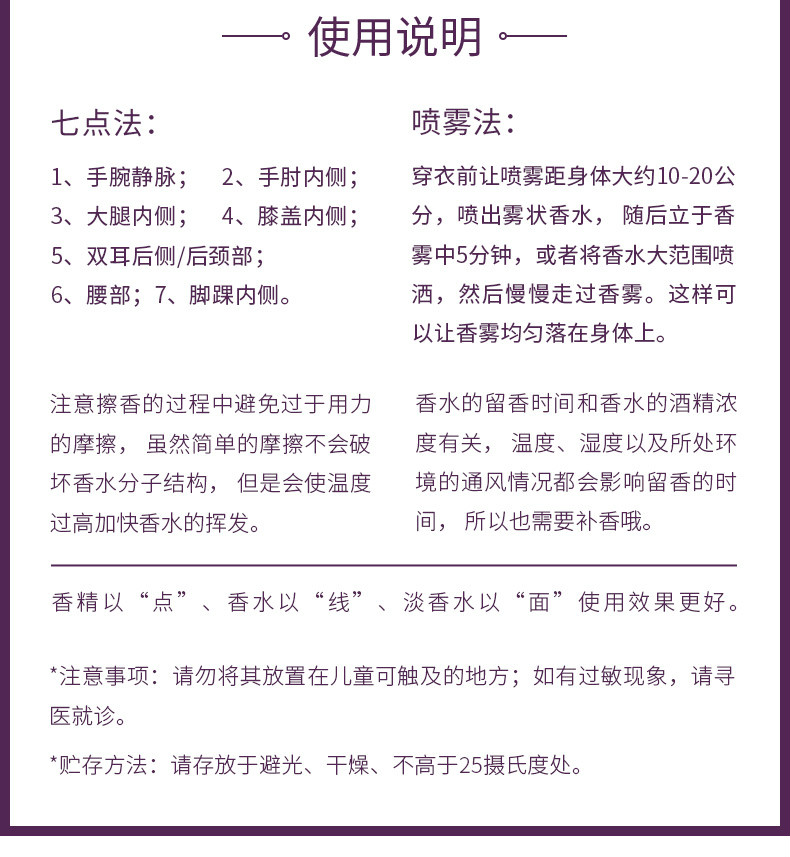 使用说明
七点法：
1、手腕静脉； 2、手肘内侧；
3、大腿内侧； 4、膝盖内侧；
5、双耳后侧/后颈部；
6、腰部；7、脚踝内侧。
喷雾法：
穿衣前让喷雾距身体大约10-20公
分，喷出雾状香水， 随后立于香
雾中5分钟，或者将香水大范围喷
洒，然后慢慢走过香雾。这样可
以让香雾均匀落在身体上。
注意擦香的过程中避免过于用力
的摩擦， 虽然简单的摩擦不会破
坏香水分子结构， 但是会使温度
过高加快香水的挥发。
香水的留香时间和香水的酒精浓
度有关， 温度、湿度以及所处环
境的通风情况都会影响留香的时
间， 所以也需要补香哦。
香精以“点”、香水以“线”、淡香水以“面”使用效果更好。
*注意事项：请勿将其放置在儿童可触及的地方；如有过敏现象，请寻
医就诊。
*贮存方法：请存放于避光、干燥、不高于25摄氏度处。